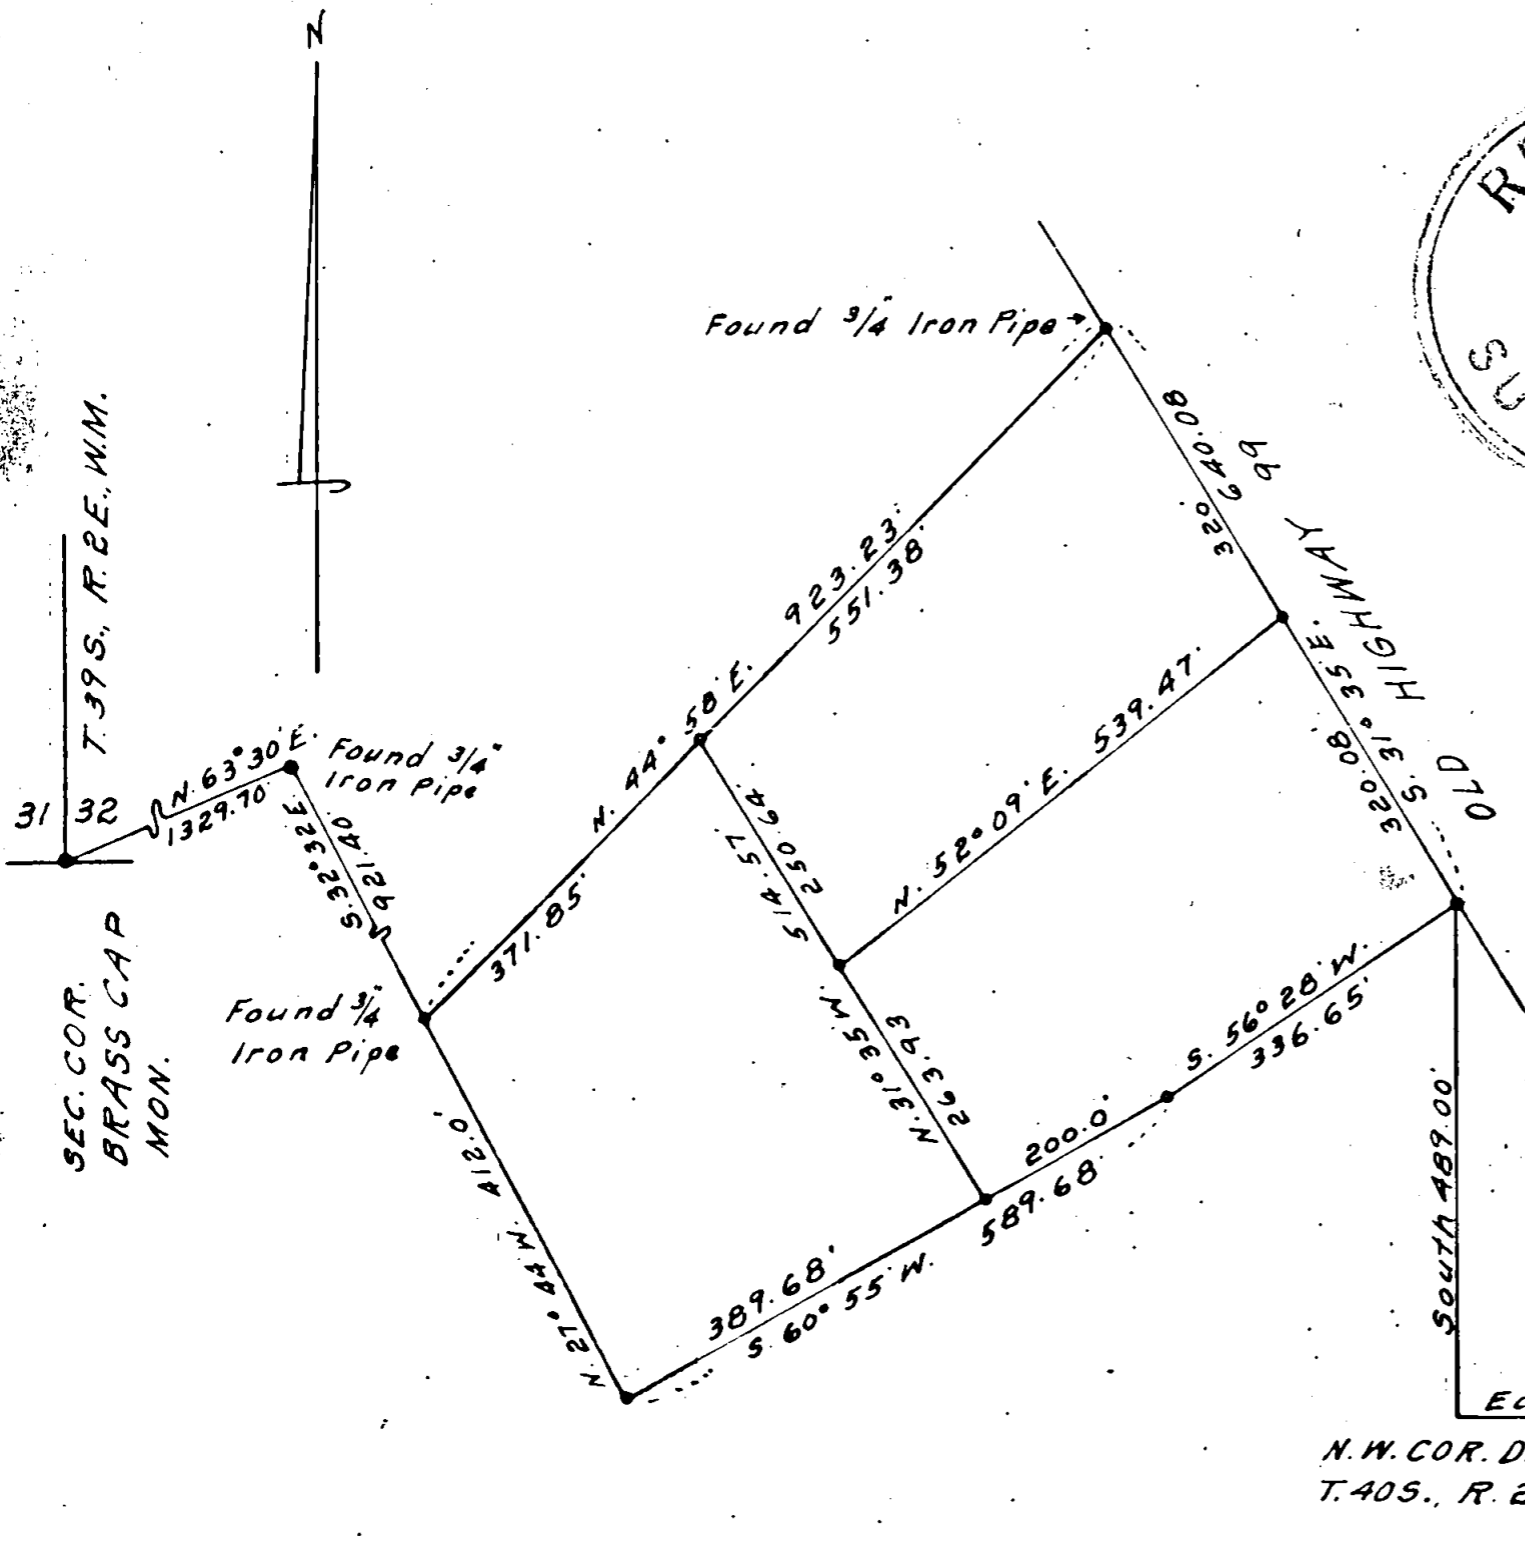 N
Found 3/4" Iron Pipe
T.39S., R.2E., W.M.
31
32
N. 63° 30' E.
1329.70'
Found 3/4"
Iron Pipe
S. 32° 32' E.
921.40'
SEC. COR.
BRASS CAP
MON.
Found 3/4"
Iron Pipe
N. 44° 58' E.
923.23'
551.38'
371.85'
320'
640.08
OLD HIGHWAY 99
S. 31° 35' E.
320.08'
N. 52° 09' E.
539.47'
250.64'
514.57'
N. 31° 35' W.
263.93
S. 56° 28' W.
336.65'
200.0'
589.68'
389.68'
S. 60° 55' W.
N. 27° 44' W.
412.0'
South 489.00'
N.W. COR. D.
T.40S., R. 2
SU